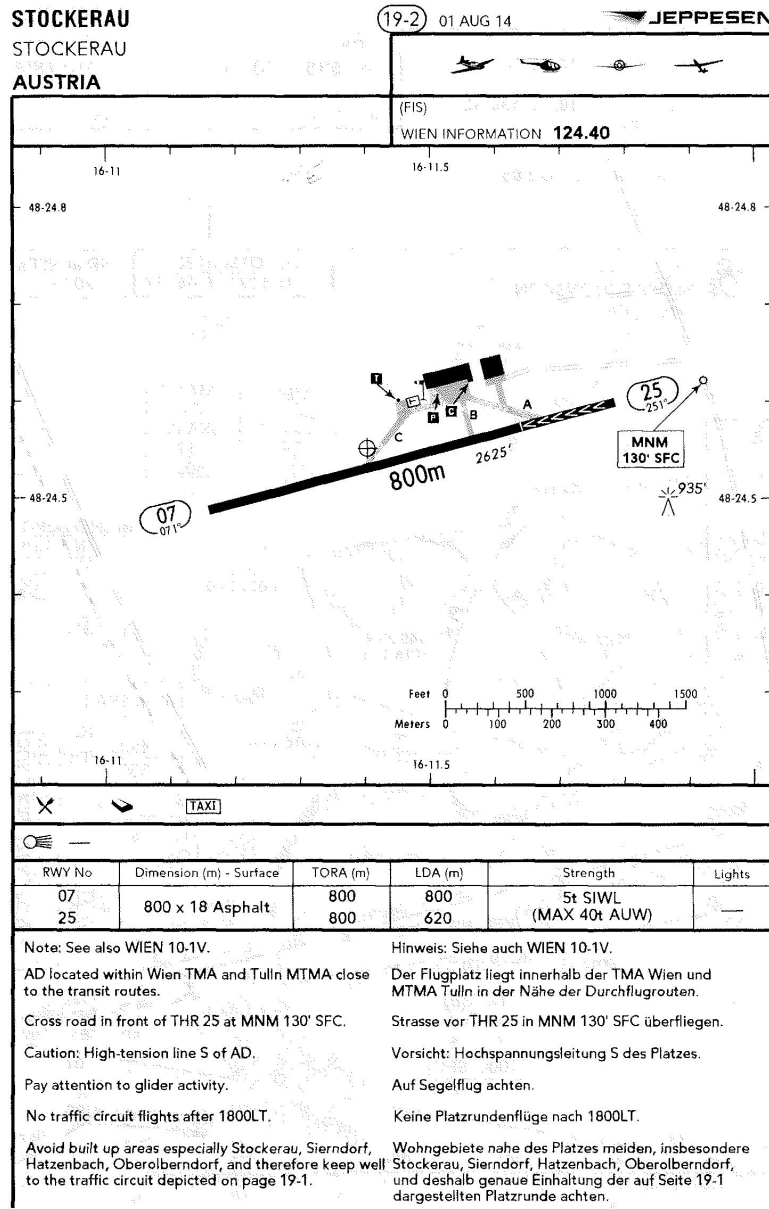 STOCKERAU
STOCKERAU
AUSTRIA
19-2 01 AUG 14
JEPPESEN
(FIS)
WIEN INFORMATION 124.40
16-11 16-11.5
48-24.8 48-24.8
T
25
251°
A
P C B
C
MNM
130' SFC
800m 2625'
935'
48-24.5 48-24.5
07
071°
Feet 0 500 1000 1500
Meters 0 100 200 300 400
16-11 16-11.5
TAXI
RWY No Dimension (m) - Surface TORA (m) LDA (m) Strength Lights
07 800 800
800 x 18 Asphalt 5t SIWL —
25 800 620 (MAX 40t AUW)
Note: See also WIEN 10-1V.
AD located within Wien TMA and Tulln MTMA close
to the transit routes.
Cross road in front of THR 25 at MNM 130' SFC.
Caution: High-tension line S of AD.
Pay attention to glider activity.
No traffic circuit flights after 1800LT.
Avoid built up areas especially Stockerau, Sierndorf,
Hatzenbach, Oberolberndorf, and therefore keep well
to the traffic circuit depicted on page 19-1.
Hinweis: Siehe auch WIEN 10-1V.
Der Flugplatz liegt innerhalb der TMA Wien und
MTMA Tulln in der Nähe der Durchflugrouten.
Strasse vor THR 25 in MNM 130' SFC überfliegen.
Vorsicht: Hochspannungsleitung S des Platzes.
Auf Segelflug achten.
Keine Platzrundenflüge nach 1800LT.
Wohngebiete nahe des Platzes meiden, insbesondere
Stockerau, Sierndorf, Hatzenbach, Oberolberndorf,
und deshalb genaue Einhaltung der auf Seite 19-1
dargestellten Platzrunde achten.